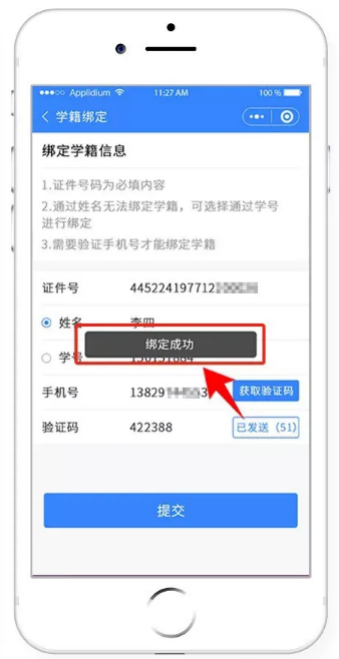 Applidium 11:27 AM 100 %
学籍绑定
绑定学籍信息
1.证件号码为必填内容
2.通过姓名无法绑定学籍，可选择通过学号
进行绑定
3.需要验证手机号才能绑定学籍
证件号 445224197712
姓名 李四
绑定成功
学号
手机号 13829 3 获取验证码
验证码 422388 已发送（51）
提交